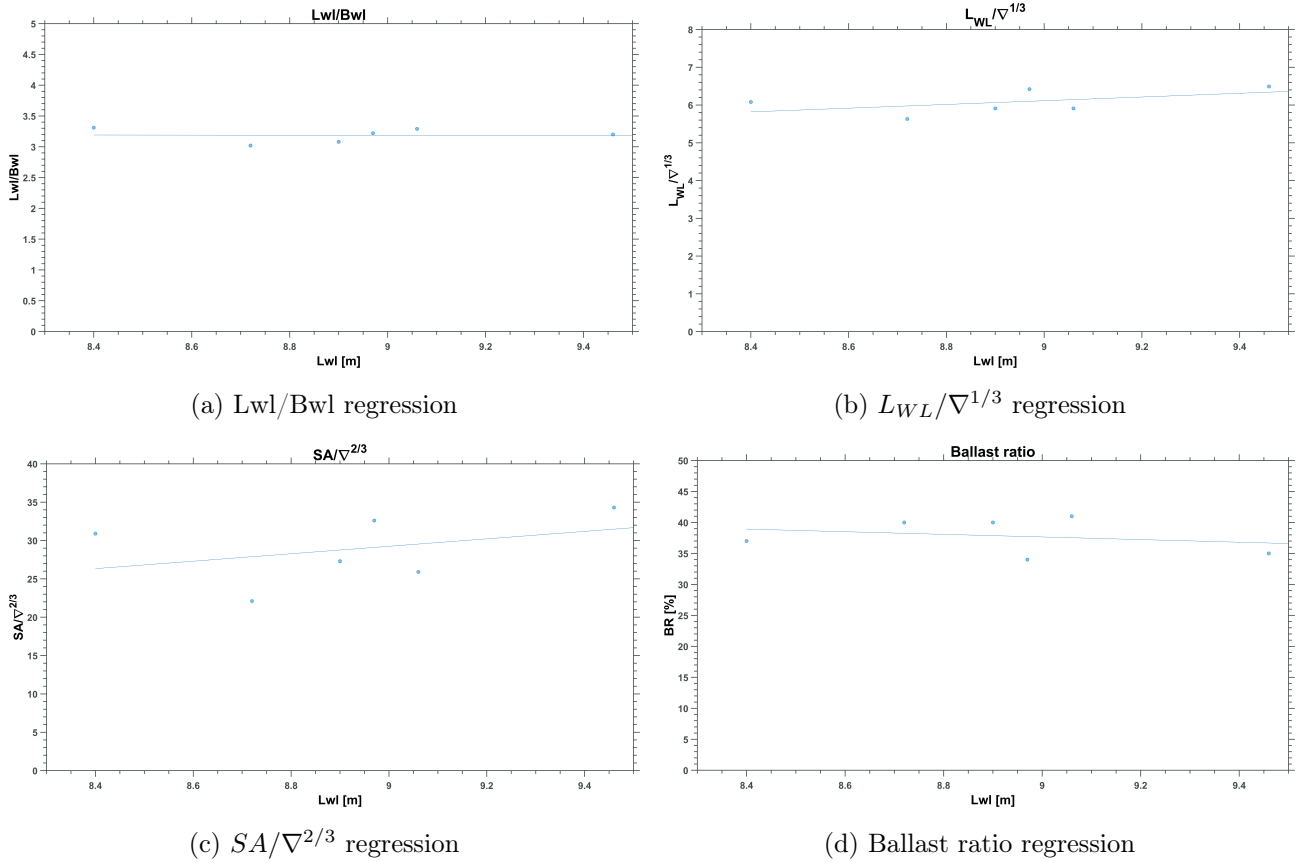 Lwl/Bwl
5
4.5
4
3.5
3
2.5
2
1.5
1
0.5
0
Lwl/Bwl
8.4 8.6 8.8 9 9.2 9.4
Lwl [m]
(a) Lwl/Bwl regression
L_WL/∇^1/3
8
7
6
5
4
3
2
1
0
L_WL/∇^1/3
8.4 8.6 8.8 9 9.2 9.4
Lwl [m]
(b) L_WL/∇^1/3 regression
SA/∇^2/3
40
35
30
25
20
15
10
5
0
SA/∇^2/3
8.4 8.6 8.8 9 9.2 9.4
Lwl [m]
(c) SA/∇^2/3 regression
Ballast ratio
50
45
40
35
30
25
20
15
10
5
0
BR [%]
8.4 8.6 8.8 9 9.2 9.4
Lwl [m]
(d) Ballast ratio regression